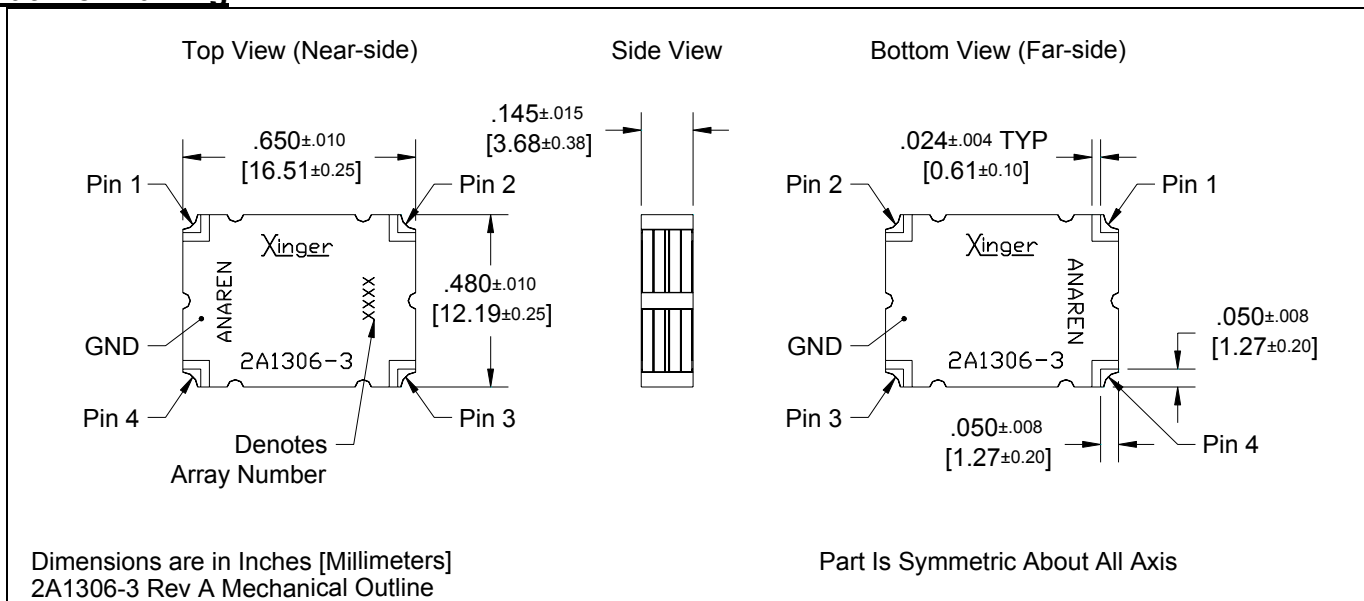 Top View (Near-side)
Side View
Bottom View (Far-side)
.650±.010
[16.51±0.25]
.145±.015
[3.68±0.38]
.024±.004 TYP
[0.61±0.10]
Pin 1
Pin 2
Pin 2
Pin 1
Xinger
ANAREN
XXXX
.480±.010
[12.19±0.25]
GND
2A1306-3
Pin 4
Pin 3
Denotes
Array Number
Xinger
ANAREN
GND
2A1306-3
.050±.008
[1.27±0.20]
Pin 3
.050±.008
[1.27±0.20]
Pin 4
Dimensions are in Inches [Millimeters]
2A1306-3 Rev A Mechanical Outline
Part Is Symmetric About All Axis